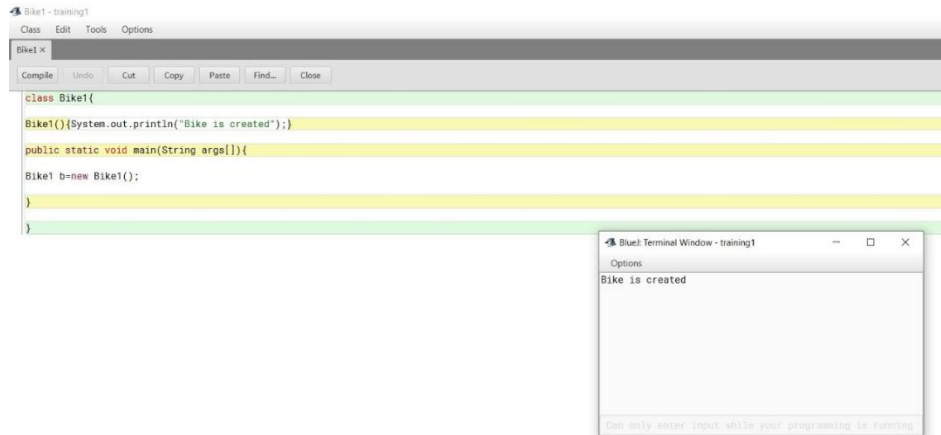 Bike1 - training1
Class Edit Tools Options
Bike1 ×
Compile Undo Cut Copy Paste Find... Close
class Bike1{
Bike1(){System.out.println("Bike is created");}
public static void main(String args[]){
Bike1 b=new Bike1();
}
}
BlueJ: Terminal Window - training1
Options
Bike is created
Can only enter input while your programming is running